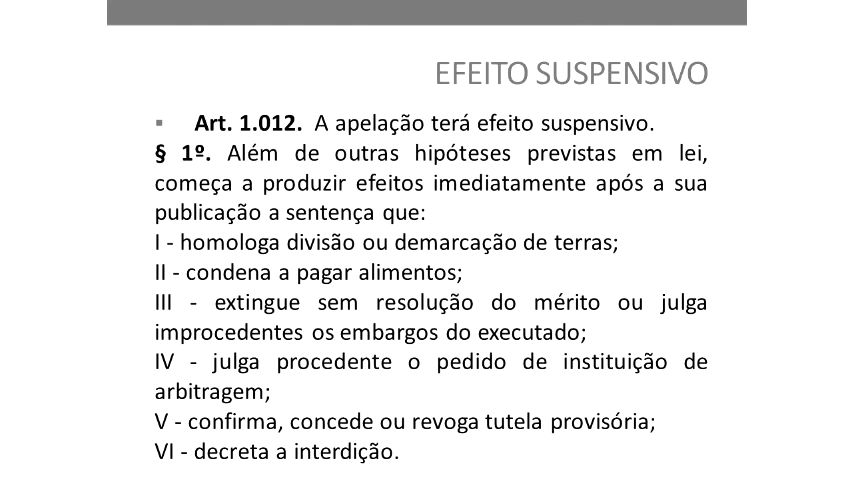 EFEITO SUSPENSIVO
▪ Art. 1.012. A apelação terá efeito suspensivo.
§ 1º. Além de outras hipóteses previstas em lei,
começa a produzir efeitos imediatamente após a sua
publicação a sentença que:
I - homologa divisão ou demarcação de terras;
II - condena a pagar alimentos;
III - extingue sem resolução do mérito ou julga
improcedentes os embargos do executado;
IV - julga procedente o pedido de instituição de
arbitragem;
V - confirma, concede ou revoga tutela provisória;
VI - decreta a interdição.